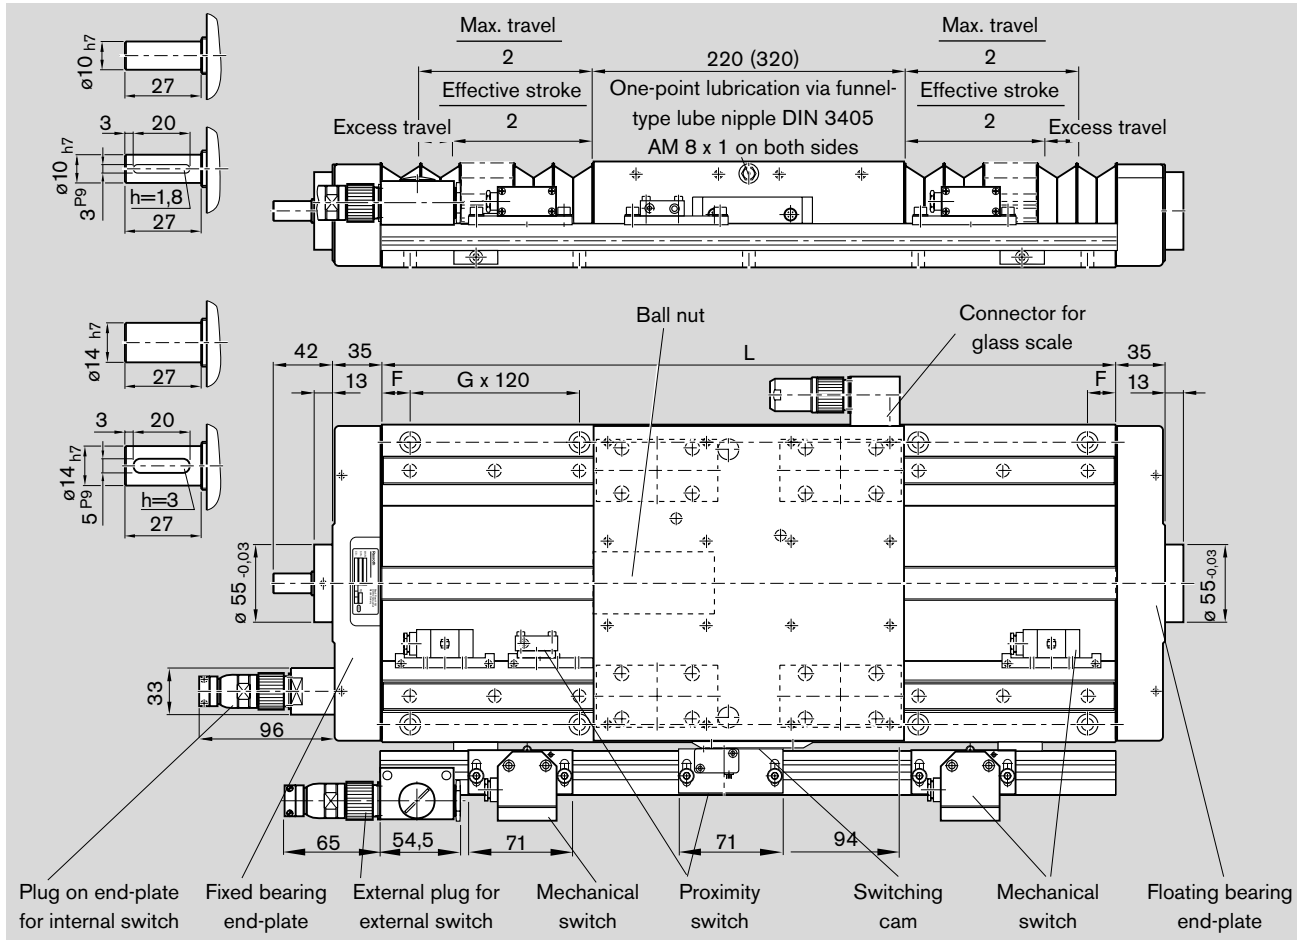 Max. travel
2
220 (320)
Max. travel
2
Effective stroke
2
One-point lubrication via funnel-
type lube nipple DIN 3405
AM 8 x 1 on both sides
Effective stroke
2
Excess travel
Excess travel
ø10 h7
27
3
20
ø10 h7
3 P9
h=1,8
27
ø14 h7
27
3
20
ø14 h7
5 P9
h=3
27
Ball nut
Connector for
glass scale
42
35
L
35
13
F
G x 120
F
13
ø 55 -0,03
ø 55 -0,03
33
96
65
54,5
71
71
94
Plug on end-plate
for internal switch
Fixed bearing
end-plate
External plug for
external switch
Mechanical
switch
Proximity
switch
Switching
cam
Mechanical
switch
Floating bearing
end-plate